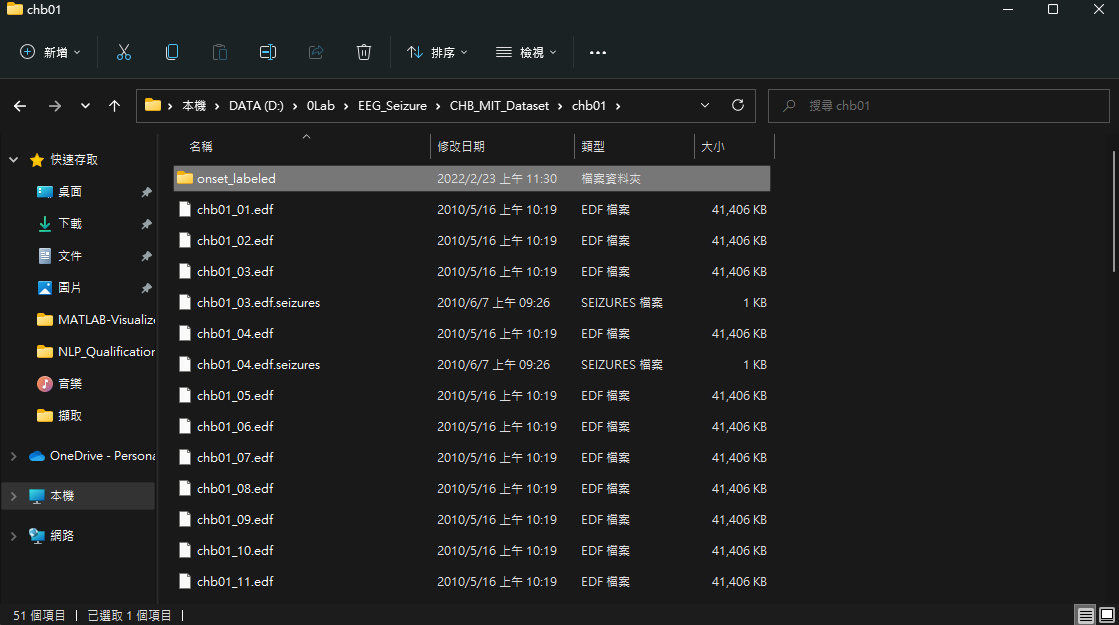 chb01
新增
排序
檢視
本機 DATA (D:) 0Lab EEG_Seizure CHB_MIT_Dataset chb01
搜尋 chb01
快速存取
桌面
下載
文件
圖片
MATLAB-Visualize
NLP_Qualification
音樂
擷取
OneDrive - Persona
本機
網路
名稱 修改日期 類型 大小
onset_labeled 2022/2/23 上午 11:30 檔案資料夾
chb01_01.edf 2010/5/16 上午 10:19 EDF 檔案 41,406 KB
chb01_02.edf 2010/5/16 上午 10:19 EDF 檔案 41,406 KB
chb01_03.edf 2010/5/16 上午 10:19 EDF 檔案 41,406 KB
chb01_03.edf.seizures 2010/6/7 上午 09:26 SEIZURES 檔案 1 KB
chb01_04.edf 2010/5/16 上午 10:19 EDF 檔案 41,406 KB
chb01_04.edf.seizures 2010/6/7 上午 09:26 SEIZURES 檔案 1 KB
chb01_05.edf 2010/5/16 上午 10:19 EDF 檔案 41,406 KB
chb01_06.edf 2010/5/16 上午 10:19 EDF 檔案 41,406 KB
chb01_07.edf 2010/5/16 上午 10:19 EDF 檔案 41,406 KB
chb01_08.edf 2010/5/16 上午 10:19 EDF 檔案 41,406 KB
chb01_09.edf 2010/5/16 上午 10:19 EDF 檔案 41,406 KB
chb01_10.edf 2010/5/16 上午 10:19 EDF 檔案 41,406 KB
chb01_11.edf 2010/5/16 上午 10:19 EDF 檔案 41,406 KB
51 個項目 | 已選取 1 個項目 |